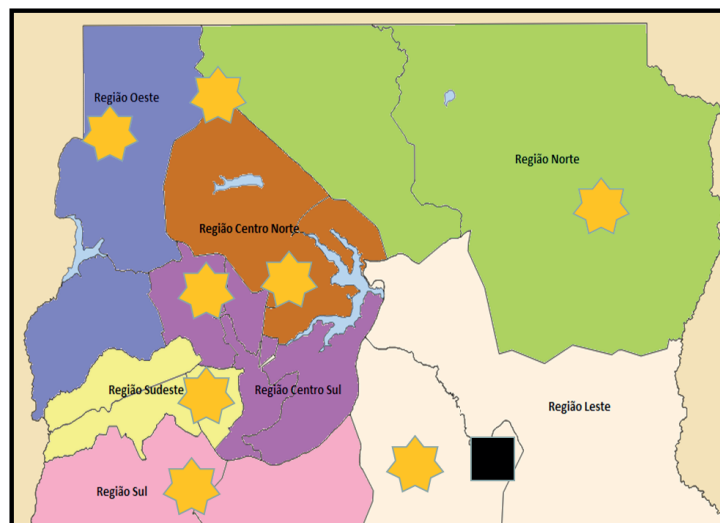 Região Oeste
Região Norte
Região Centro Norte
Região Sudeste
Região Centro Sul
Região Leste
Região Sul